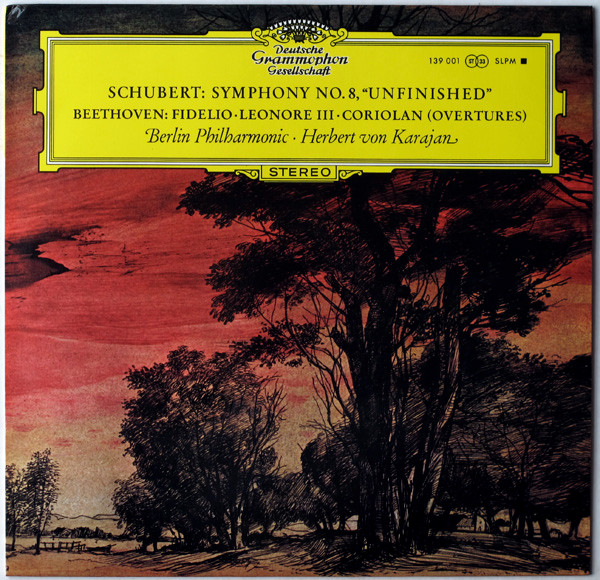 Deutsche
Grammophon
Gesellschaft
139 001 ST 33 SLPM ■
SCHUBERT: SYMPHONY NO. 8, “UNFINISHED”
BEETHOVEN: FIDELIO · LEONORE III · CORIOLAN (OVERTURES)
Berlin Philharmonic · Herbert von Karajan
STEREO